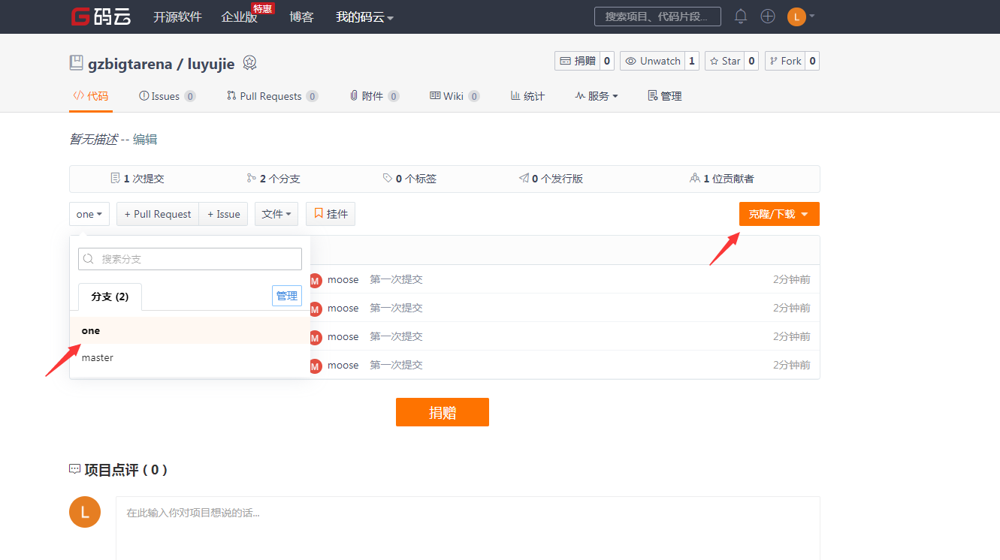 码云 开源软件 企业版 特惠 博客 我的码云 搜索项目、代码片段... L
gzbigtarena / luyujie 捐赠 0 Unwatch 1 Star 0 Fork 0
代码 Issues 0 Pull Requests 0 附件 0 Wiki 0 统计 服务 管理
暂无描述 -- 编辑
1 次提交 2 个分支 0 个标签 0 个发行版 1 位贡献者
one + Pull Request + Issue 文件 挂件 克隆/下载
搜索分支
分支 (2) 管理
one
master
M moose 第一次提交 2分钟前
M moose 第一次提交 2分钟前
M moose 第一次提交 2分钟前
M moose 第一次提交 2分钟前
捐赠
项目点评 ( 0 )
L 在此输入你对项目想说的话...